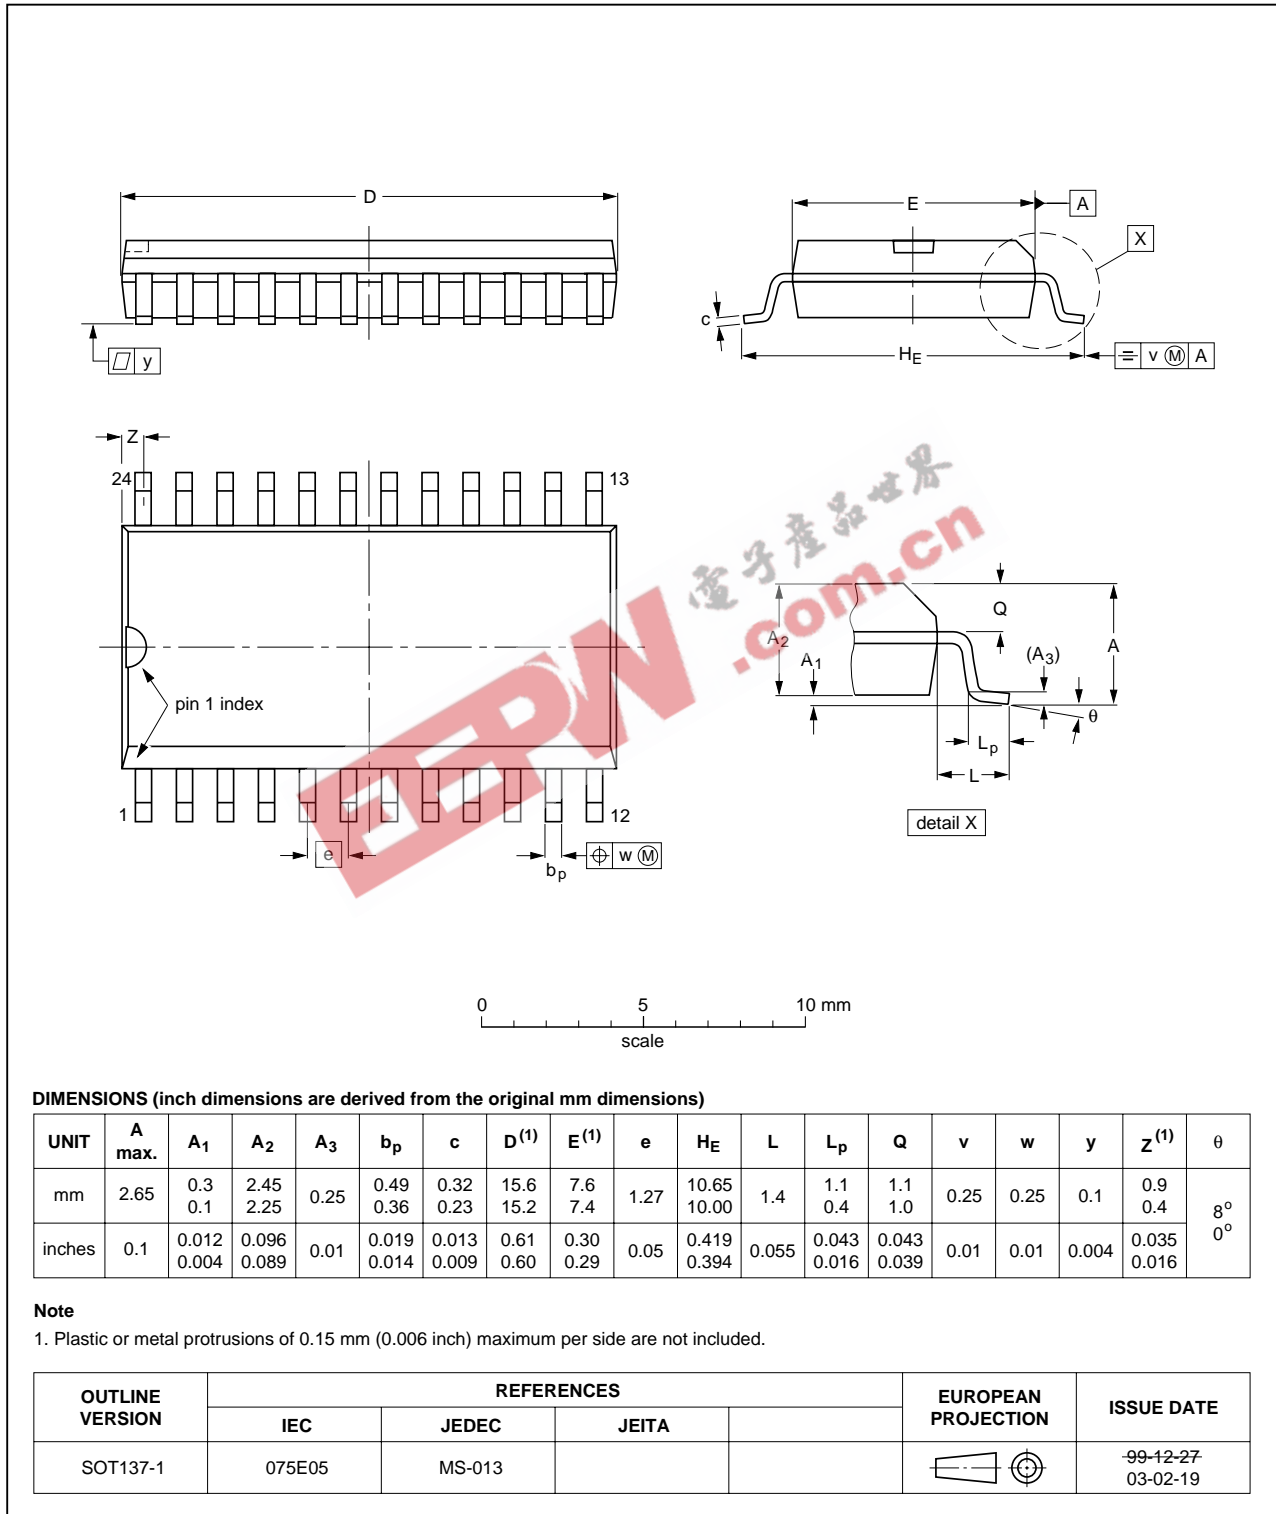 D
E
A
X
c
y
HE
v M A
Z
24
13
電子產品世界
.com.cn
EEPW
pin 1 index
1
12
e
bp
w M
A2
A1
Q
(A3)
A
θ
Lp
L
detail X
0 5 10 mm
scale
DIMENSIONS (inch dimensions are derived from the original mm dimensions)
UNIT A max. A1 A2 A3 bp c D(1) E(1) e HE L Lp Q v w y Z(1) θ
mm 2.65 0.3 0.1 2.45 2.25 0.25 0.49 0.36 0.32 0.23 15.6 15.2 7.6 7.4 1.27 10.65 10.00 1.4 1.1 0.4 1.1 1.0 0.25 0.25 0.1 0.9 0.4 8° 0°
inches 0.1 0.012 0.004 0.096 0.089 0.01 0.019 0.014 0.013 0.009 0.61 0.60 0.30 0.29 0.05 0.419 0.394 0.055 0.043 0.016 0.043 0.039 0.01 0.01 0.004 0.035 0.016
Note
1. Plastic or metal protrusions of 0.15 mm (0.006 inch) maximum per side are not included.
OUTLINE VERSION REFERENCES EUROPEAN PROJECTION ISSUE DATE
IEC JEDEC JEITA
SOT137-1 075E05 MS-013 99-12-27
03-02-19